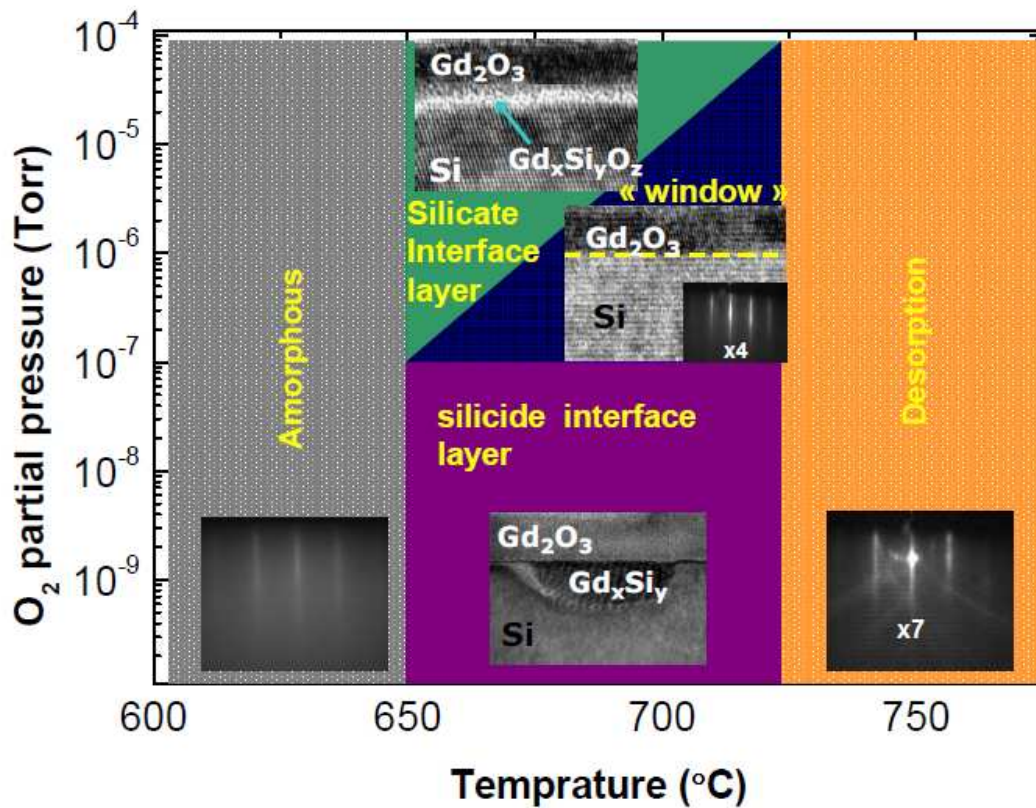 10⁻⁴
10⁻⁵
10⁻⁶
10⁻⁷
10⁻⁸
10⁻⁹
O₂ partial pressure (Torr)
Gd₂O₃
GdₓSiᵧO_z
Si
Silicate
Interface
layer
« window »
Gd₂O₃
Si
x4
Amorphous
silicide interface
layer
Gd₂O₃
GdₓSiᵧ
Si
Desorption
x7
600
650
700
750
Temprature (°C)